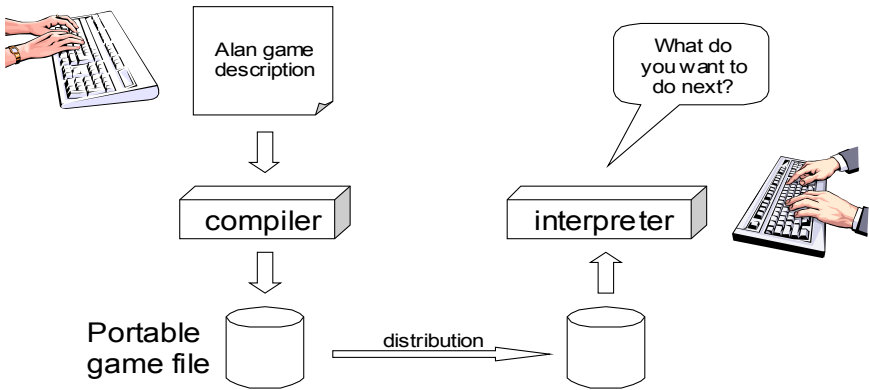 Alan game
description
What do
you want to
do next?
compiler
interpreter
Portable
game file
distribution